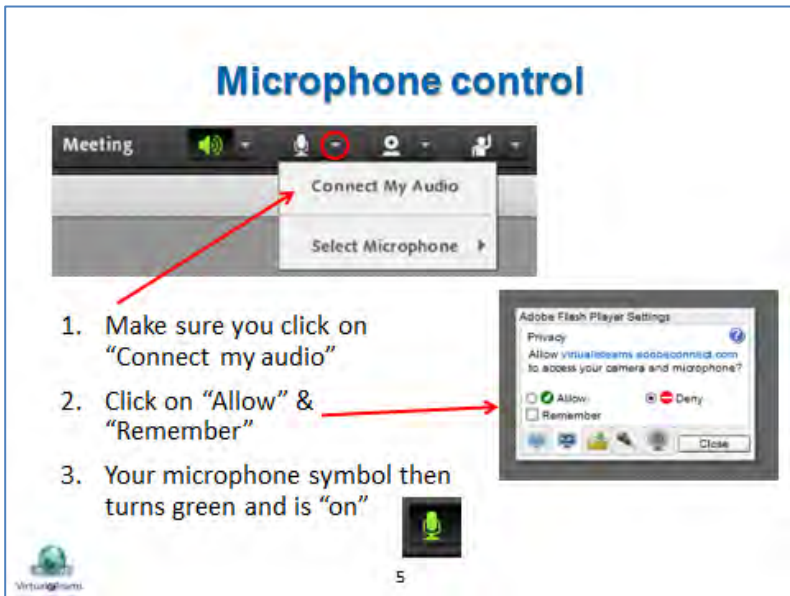 Microphone control
Meeting
Connect My Audio
Select Microphone
1. Make sure you click on
“Connect my audio”
2. Click on “Allow” &
“Remember”
3. Your microphone symbol then
turns green and is “on”
Adobe Flash Player Settings
Privacy
Allow adobeconnect.com
to access your camera and microphone?
Allow
Deny
Remember
Close
5